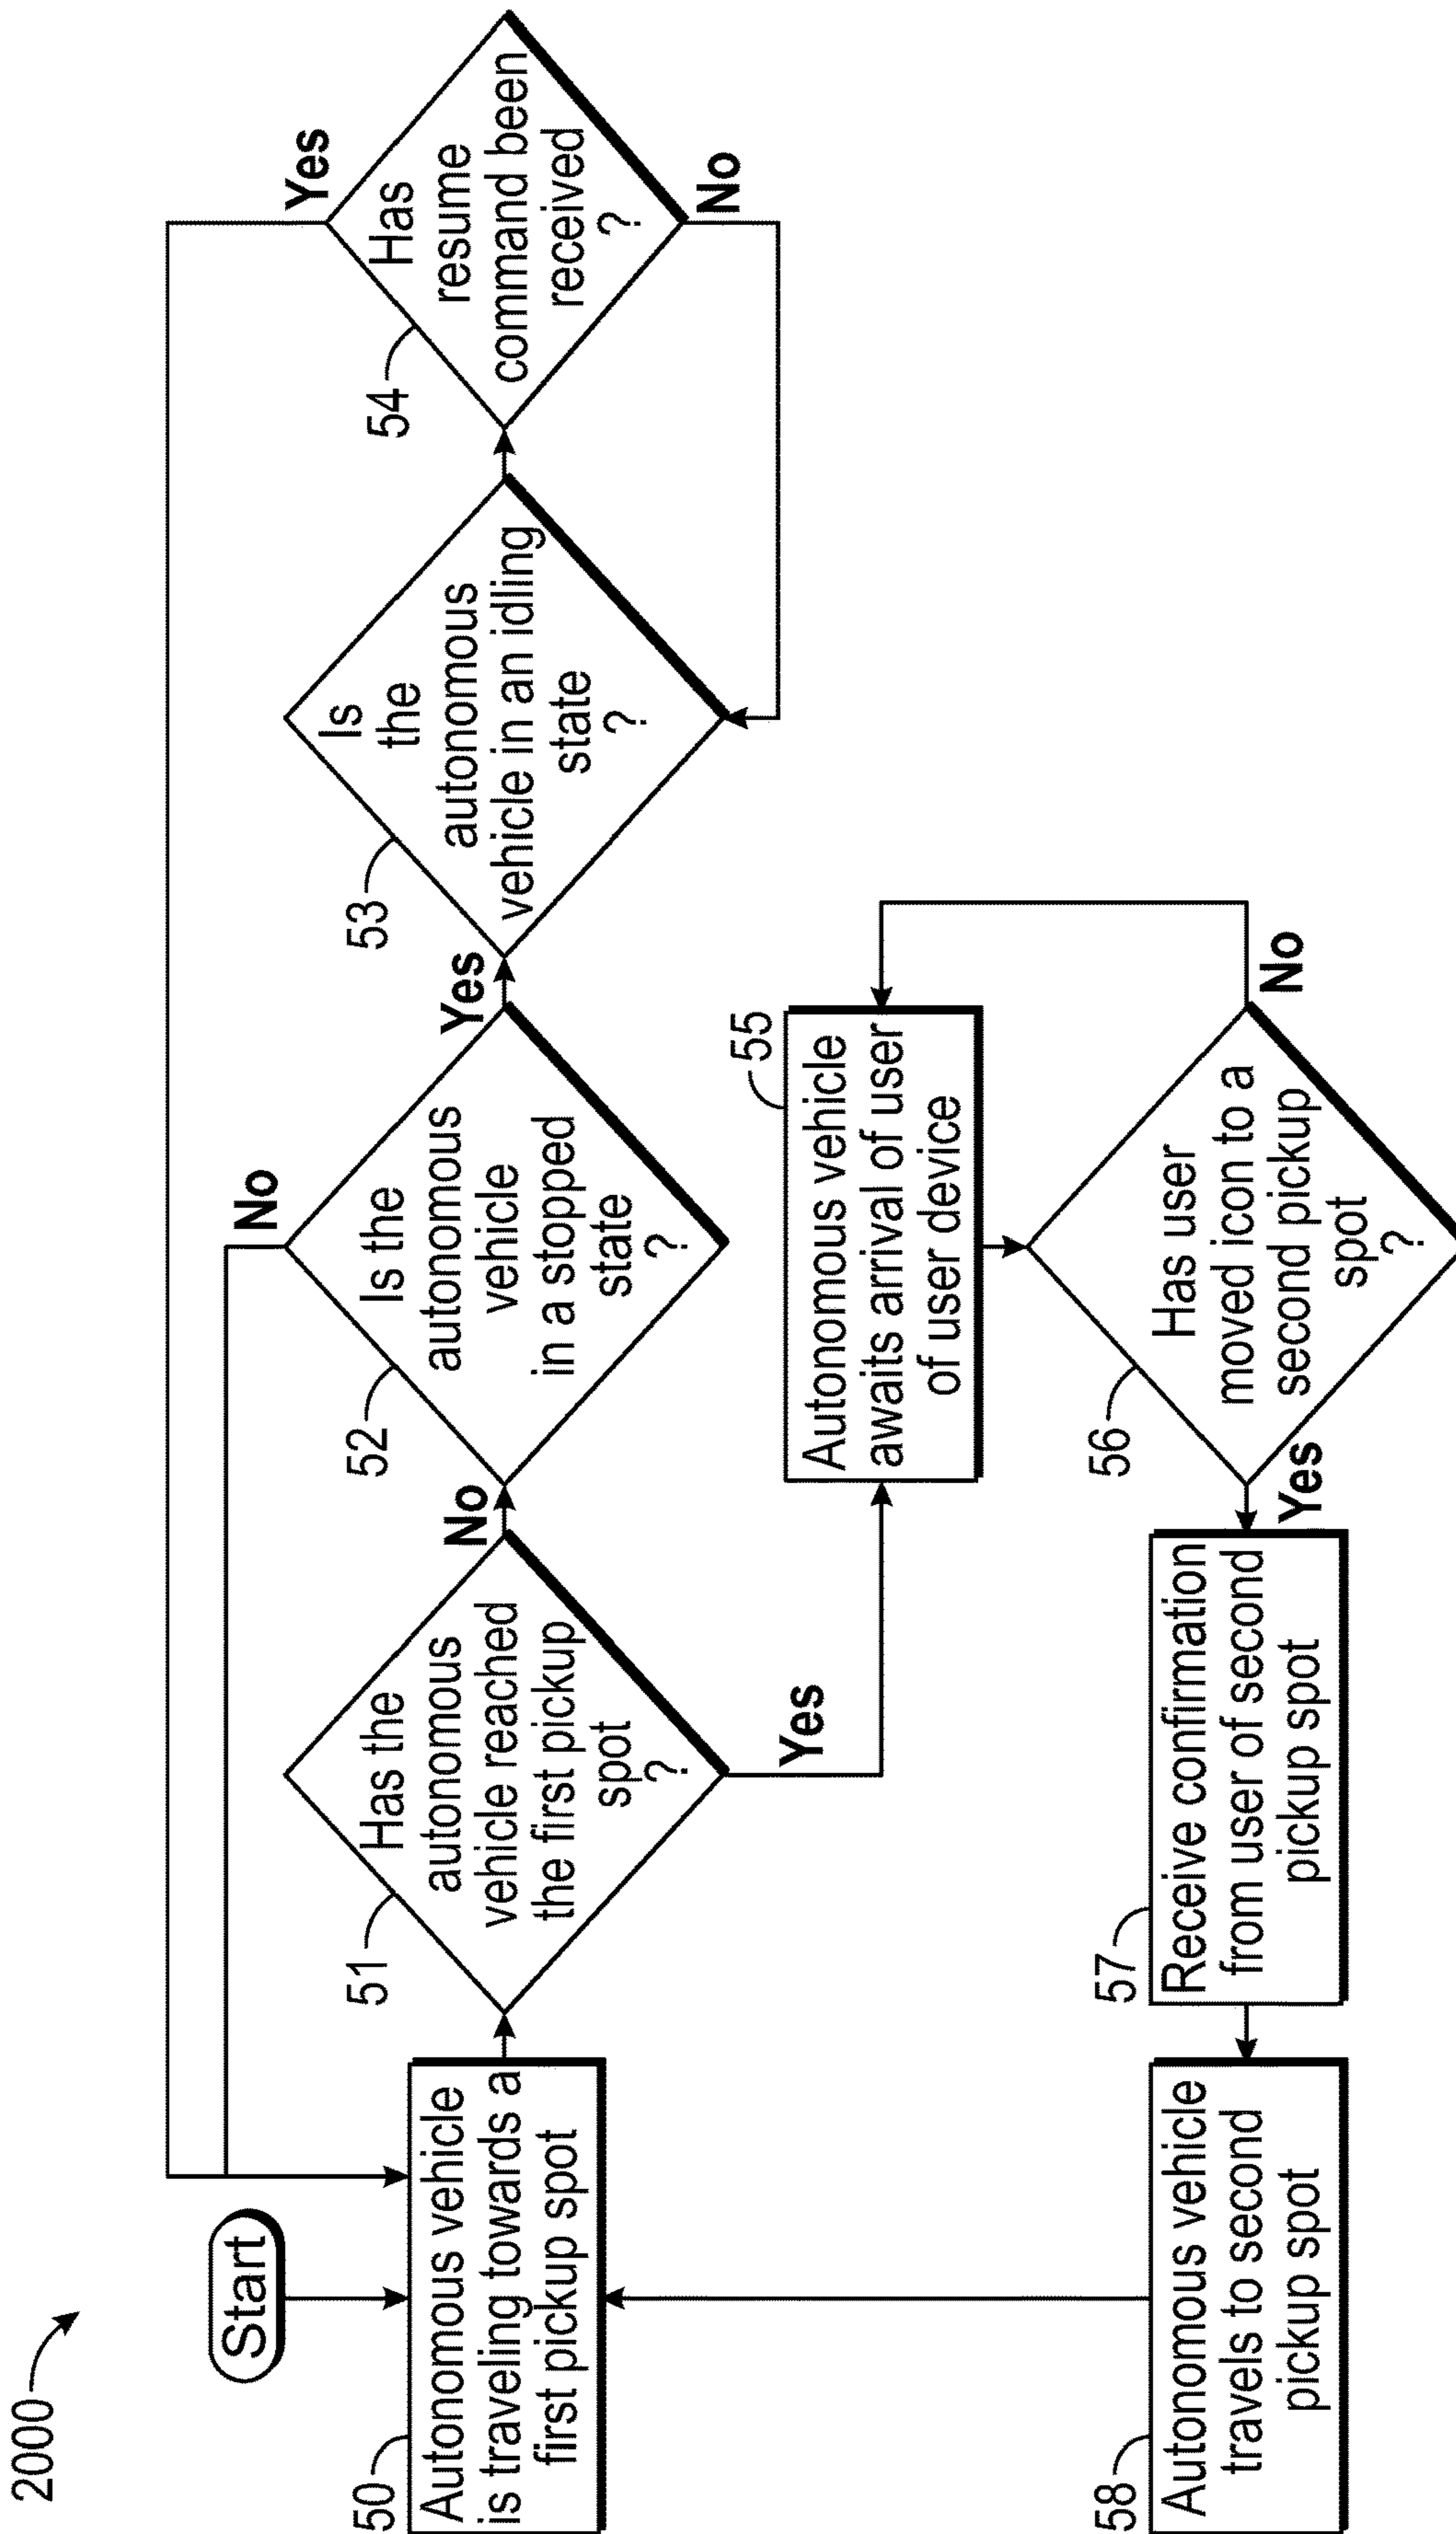 2000
Start
50
Autonomous vehicle
is traveling towards a
first pickup spot
51
Has the
autonomous
vehicle reached
the first pickup
spot
?
No
Yes
52
Is the
autonomous
vehicle
in a stopped
state
?
No
Yes
53
Is
the
autonomous
vehicle in an idling
state
?
54
Has
resume
command been
received
?
Yes
No
55
Autonomous vehicle
awaits arrival of user
of user device
56
Has user
moved icon to a
second pickup
spot
?
No
Yes
57
Receive confirmation
from user of second
pickup spot
58
Autonomous vehicle
travels to second
pickup spot